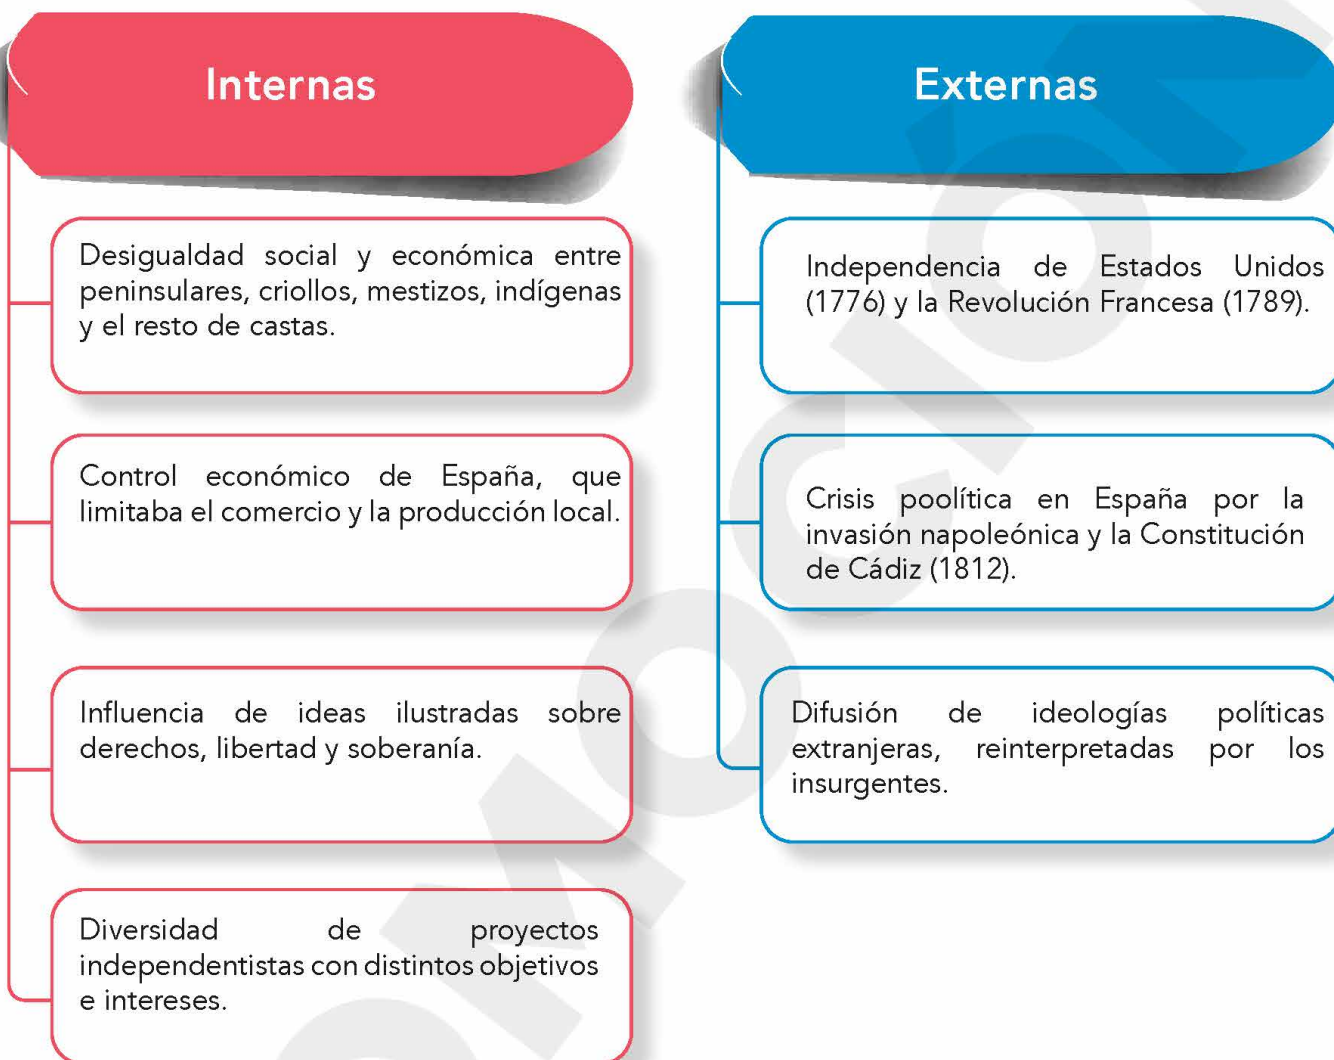 Internas
Desigualdad social y económica entre
peninsulares, criollos, mestizos, indígenas
y el resto de castas.
Control económico de España, que
limitaba el comercio y la producción local.
Influencia de ideas ilustradas sobre
derechos, libertad y soberanía.
Diversidad de proyectos
independentistas con distintos objetivos
e intereses.
Externas
Independencia de Estados Unidos
(1776) y la Revolución Francesa (1789).
Crisis poolítica en España por la
invasión napoleónica y la Constitución
de Cádiz (1812).
Difusión de ideologías políticas
extranjeras, reinterpretadas por los
insurgentes.
OMOCIÓN